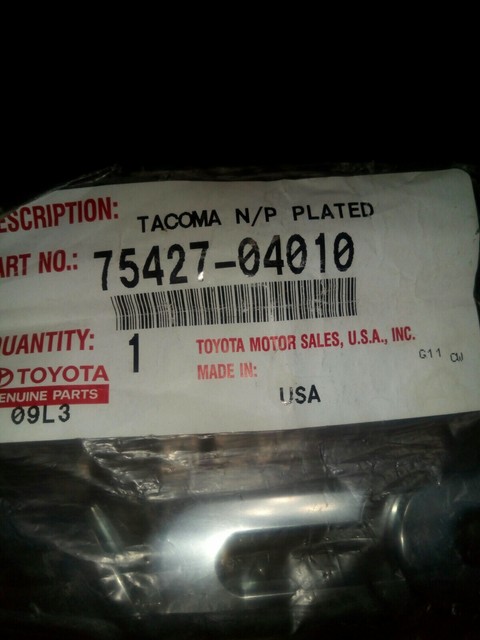 ESCRIPTION: TACOMA N/P PLATED
ART NO.: 75427-04010
UANTITY: 1
TOYOTA MOTOR SALES, U.S.A., INC.
G11 CW
MADE IN:
USA
TOYOTA
ENUINE PARTS
09L3